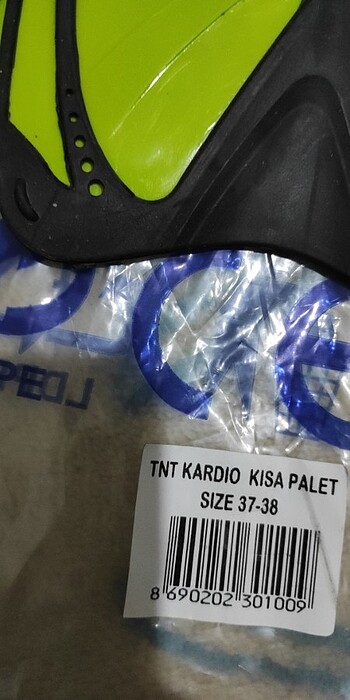 TNT KARDIO KISA PALET
SIZE 37-38
8 690202 301009